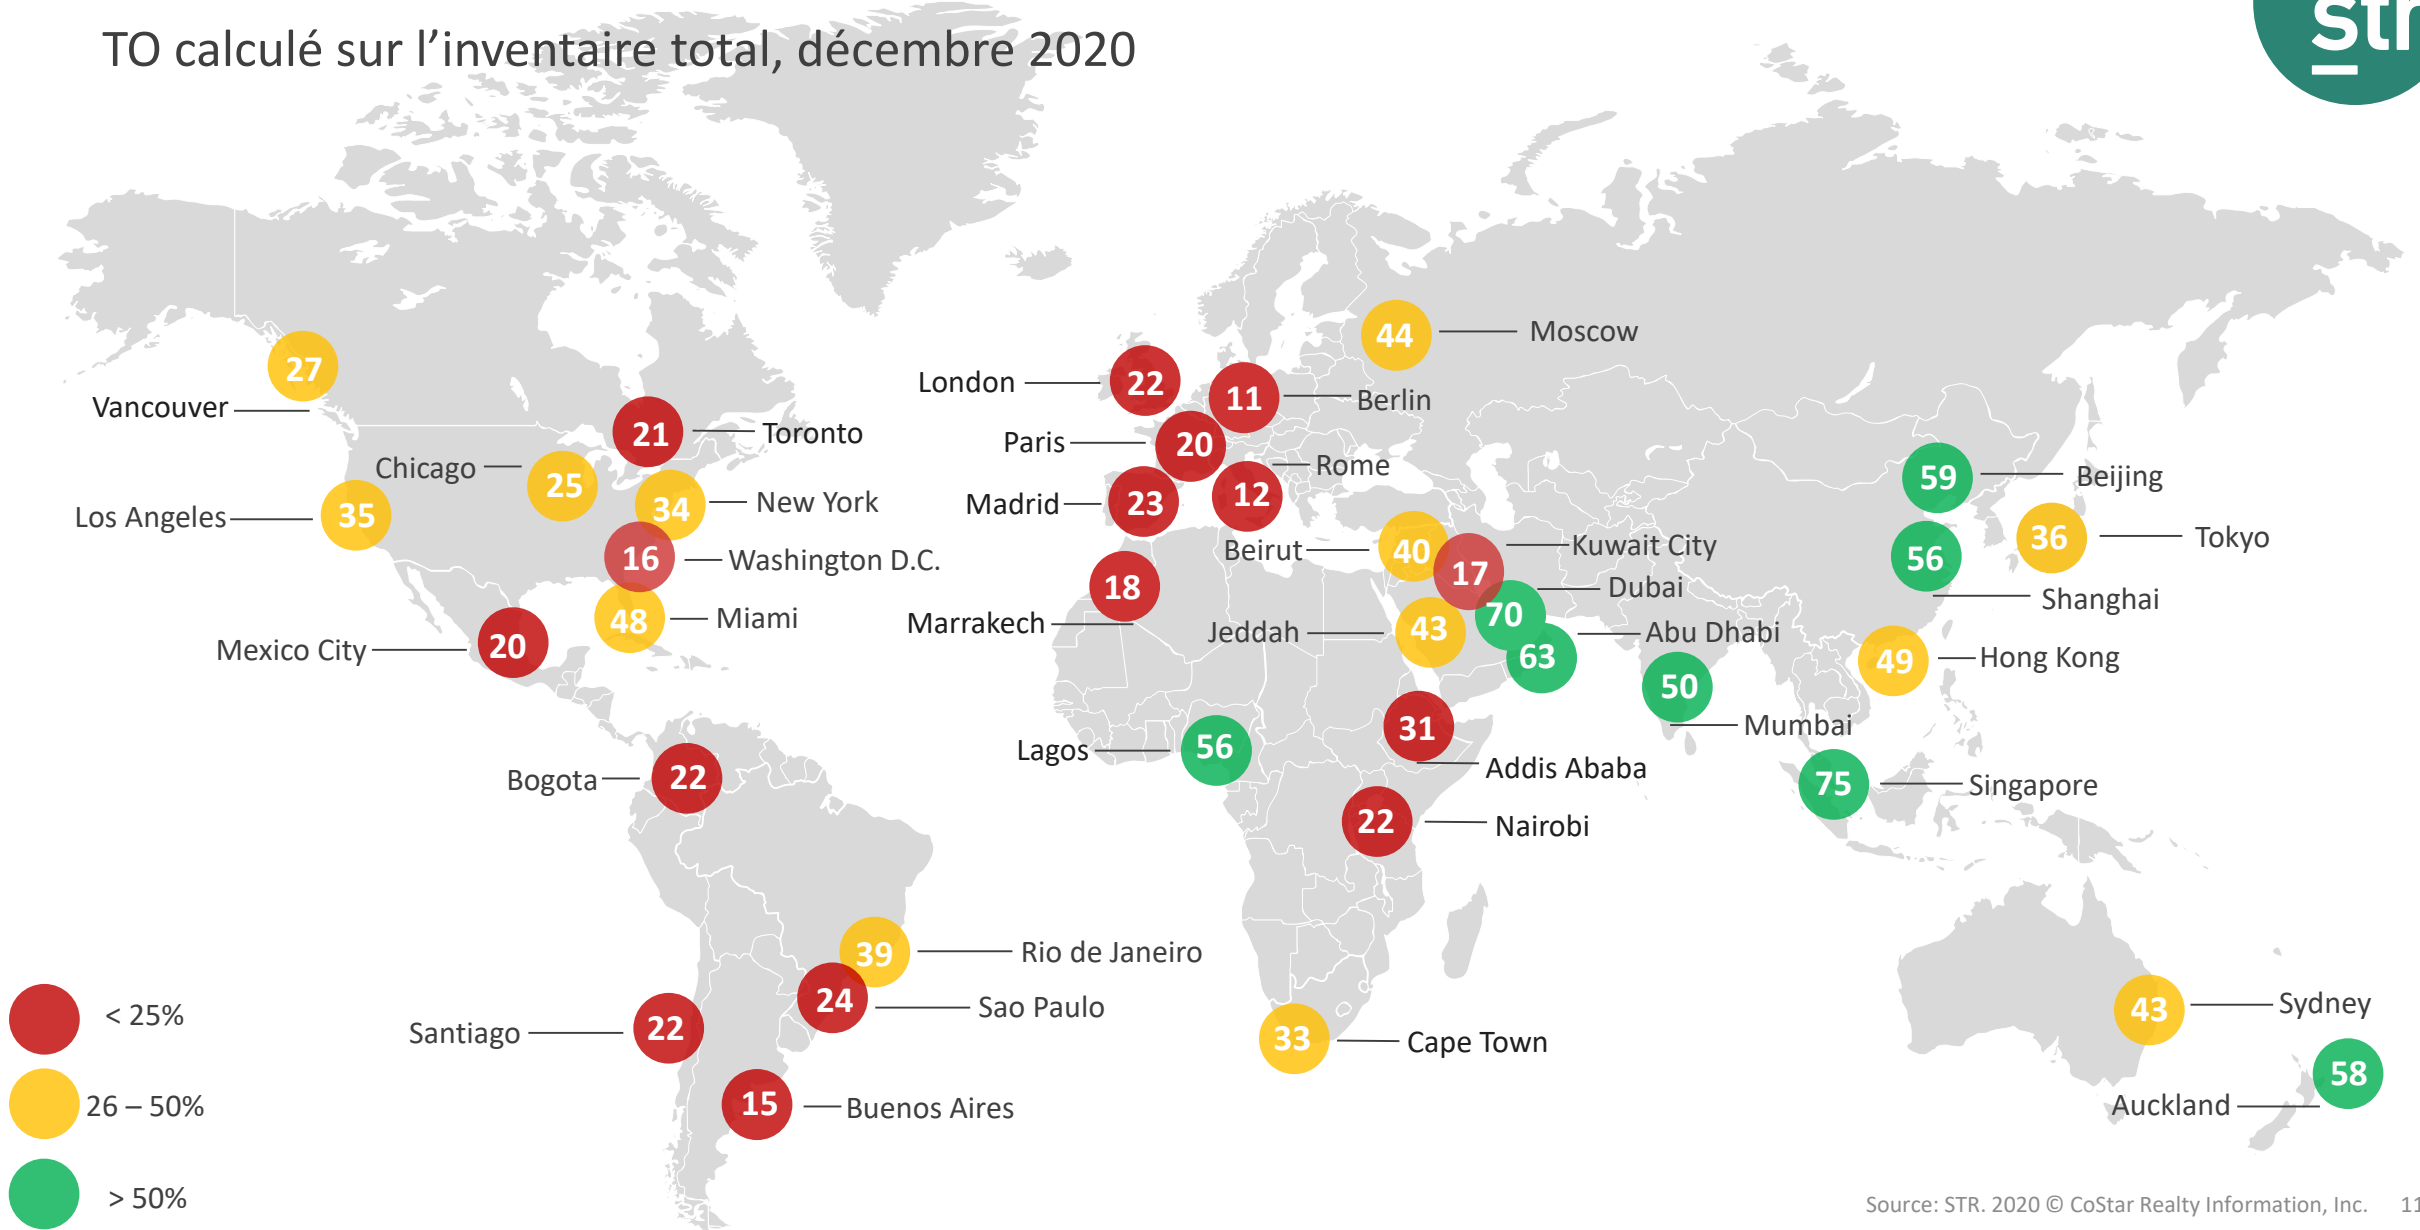 TO calculé sur l’inventaire total, décembre 2020
str
27
Vancouver
21
Toronto
Chicago
25
34
New York
Los Angeles
35
16
Washington D.C.
48
Miami
Mexico City
20
Bogota
22
39
Rio de Janeiro
24
Sao Paulo
Santiago
22
15
Buenos Aires
44
Moscow
London
22
11
Berlin
Paris
20
Rome
Madrid
23
12
Beirut
40
Kuwait City
17
18
Marrakech
Dubai
70
Jeddah
43
Abu Dhabi
63
50
Mumbai
Lagos
56
31
Addis Ababa
22
Nairobi
33
Cape Town
59
Beijing
36
Tokyo
56
Shanghai
49
Hong Kong
75
Singapore
43
Sydney
58
Auckland
< 25%
26 – 50%
> 50%
Source: STR. 2020 © CoStar Realty Information, Inc. 11